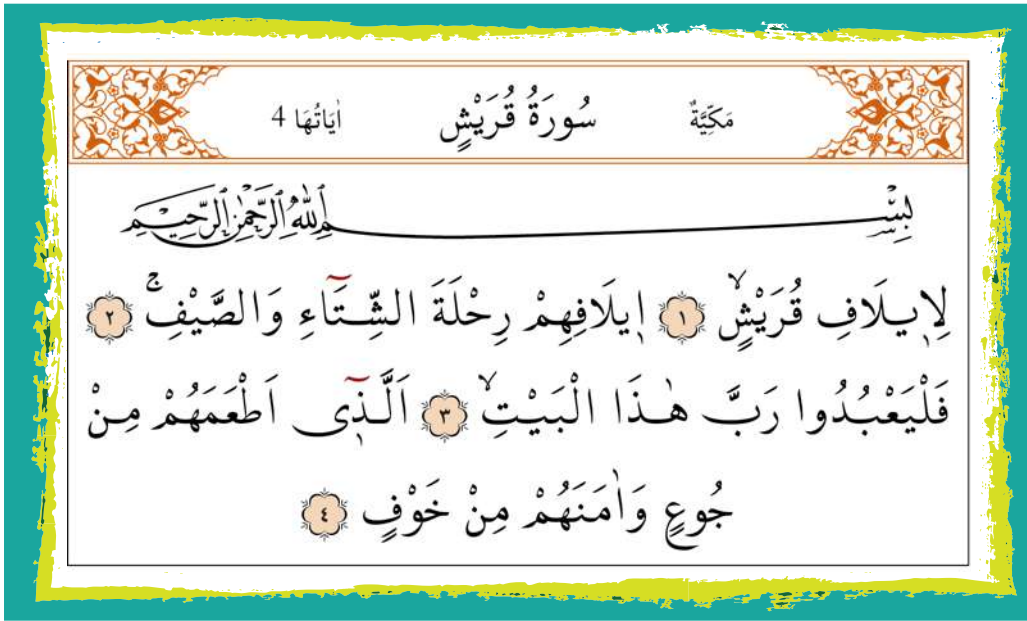 مَكِّيَّةٌ سُورَةُ قُرَيْشٍ اٰيَاتُهَا 4
بِسْمِ اللّٰهِ الرَّحْمٰنِ الرَّحِيمِ
لِا۪يلَافِ قُرَيْشٍۙ ﴿١﴾ ا۪يلَافِهِمْ رِحْلَةَ الشِّتَٓاءِ وَالصَّيْفِۚ ﴿٢﴾
فَلْيَعْبُدُوا رَبَّ هٰذَا الْبَيْتِۙ ﴿٣﴾ اَلَّذ۪ٓي اَطْعَمَهُمْ مِنْ
جُوعٍ وَاٰمَنَهُمْ مِنْ خَوْفٍ ﴿٤﴾